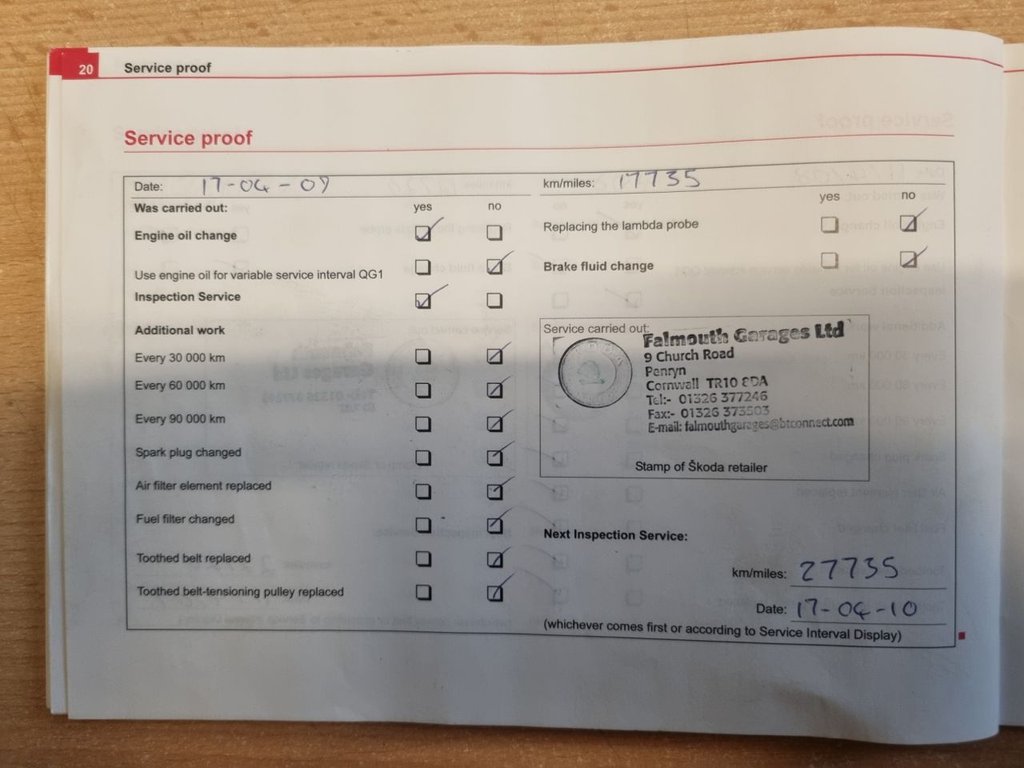 20 Service proof
Service proof
Date: 17-04-09 km/miles: 17735
Was carried out: yes no
yes no
Engine oil change
Replacing the lambda probe
Use engine oil for variable service interval QG1
Brake fluid change
Inspection Service
Additional work
Every 30 000 km
Every 60 000 km
Every 90 000 km
Spark plug changed
Air filter element replaced
Fuel filter changed
Toothed belt replaced
Toothed belt-tensioning pulley replaced
Service carried out:
Falmouth Garages Ltd
9 Church Road
Penryn
Cornwall TR10 8DA
Tel:- 01326 377246
Fax:- 01326 373503
E-mail: falmouthgarages@btconnect.com
Stamp of Škoda retailer
Next Inspection Service:
km/miles: 27735
Date: 17-04-10
(whichever comes first or according to Service Interval Display)